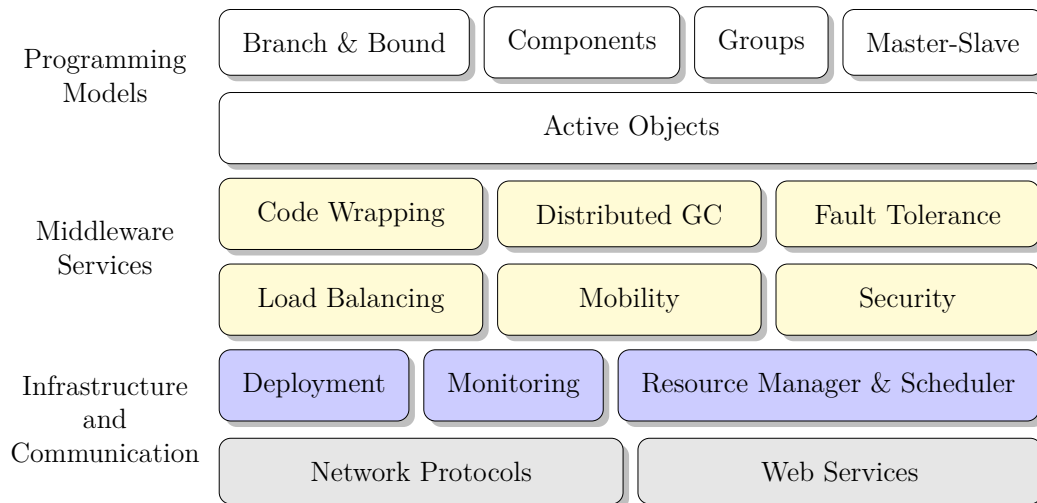 Programming
Models
Branch & Bound
Components
Groups
Master-Slave
Active Objects
Middleware
Services
Code Wrapping
Distributed GC
Fault Tolerance
Load Balancing
Mobility
Security
Infrastructure
and
Communication
Deployment
Monitoring
Resource Manager & Scheduler
Network Protocols
Web Services